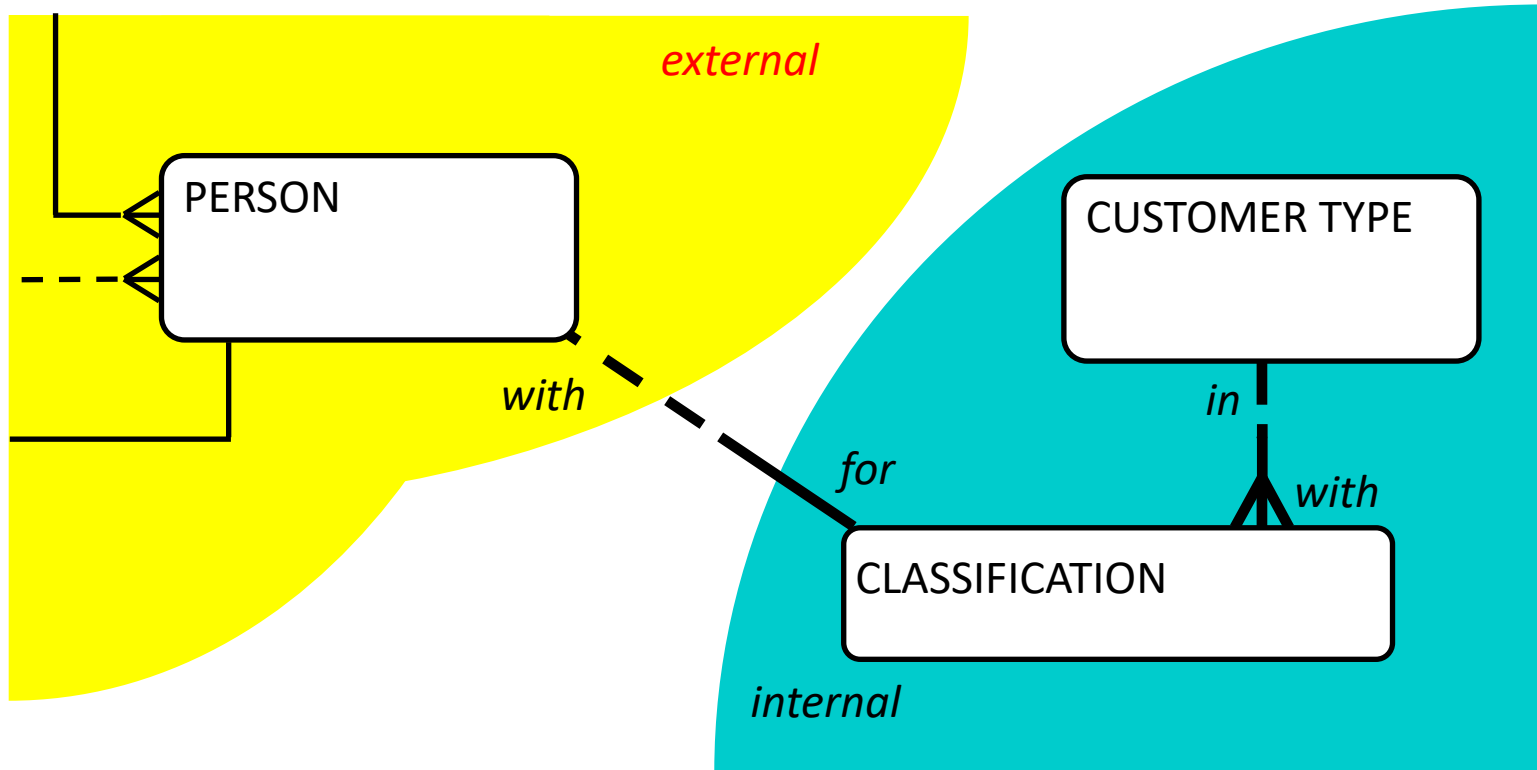 external
PERSON
CUSTOMER TYPE
with
in
for
with
CLASSIFICATION
internal